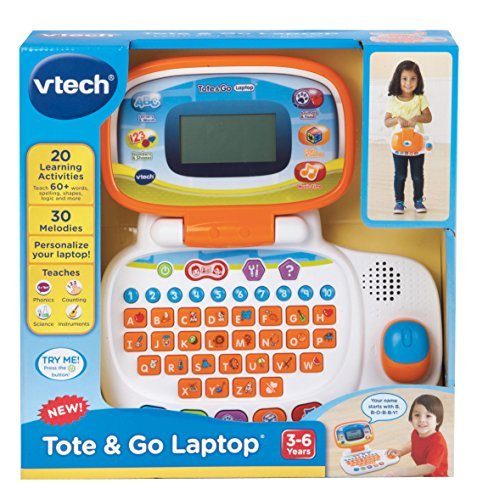 vtech®
20
Learning
Activities
Teach 60+ words,
spelling, shapes,
logic and more
30
Melodies
Personalize
your laptop!
Teaches
Phonics
Counting
Science
Instruments
TRY ME!
Press the
button!
NEW!
Tote & Go Laptop®
3-6
Years
Tote & Go Laptop
ABC
123
vtech
1 2 3 4 5 6 7 8 9 10
A B C D E F G H
I J K L M N O P
Q R S T U V W
X Y Z
Your name
starts with B.
B-O-B-B-Y!